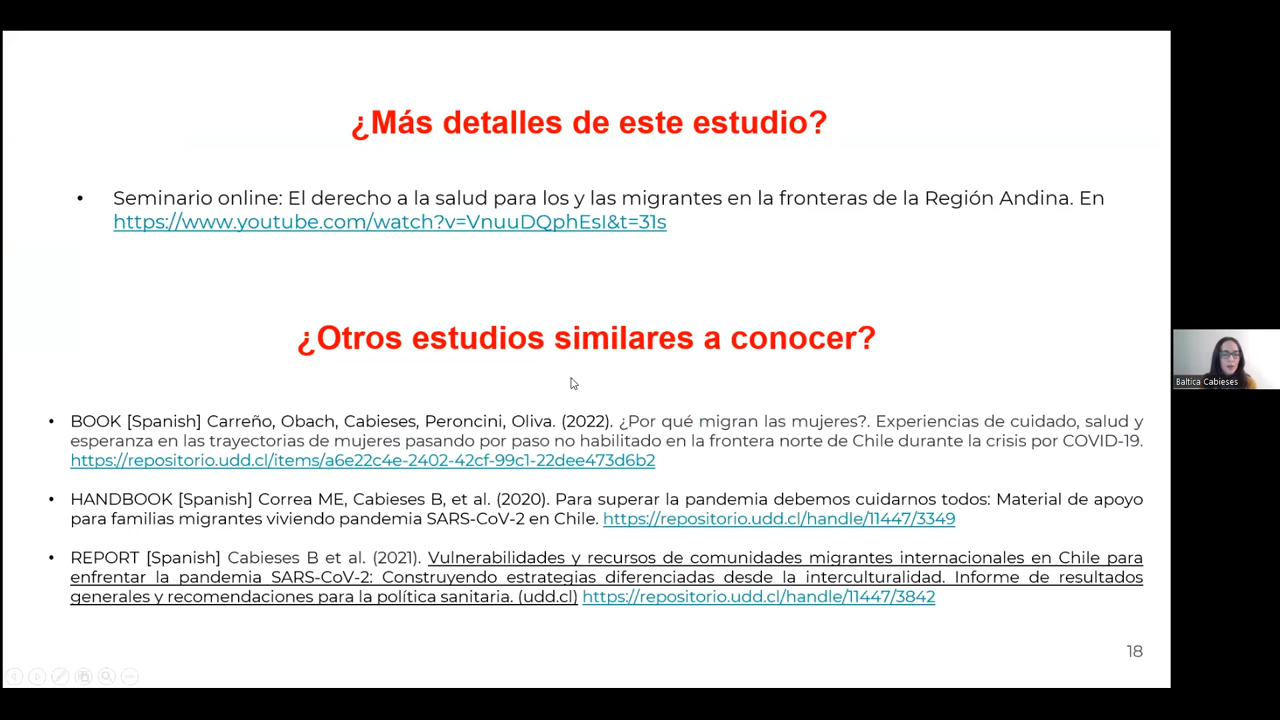 ¿Más detalles de este estudio?
• Seminario online: El derecho a la salud para los y las migrantes en la fronteras de la Región Andina. En
https://www.youtube.com/watch?v=VnuuDQphEsI&t=31s
¿Otros estudios similares a conocer?
• BOOK [Spanish] Carreño, Obach, Cabieses, Peroncini, Oliva. (2022). ¿Por qué migran las mujeres?. Experiencias de cuidado, salud y
esperanza en las trayectorias de mujeres pasando por paso no habilitado en la frontera norte de Chile durante la crisis por COVID-19.
https://repositorio.udd.cl/items/a6e22c4e-2402-42cf-99c1-22dee473d6b2
• HANDBOOK [Spanish] Correa ME, Cabieses B, et al. (2020). Para superar la pandemia debemos cuidarnos todos: Material de apoyo
para familias migrantes viviendo pandemia SARS-CoV-2 en Chile. https://repositorio.udd.cl/handle/11447/3349
• REPORT [Spanish] Cabieses B et al. (2021). Vulnerabilidades y recursos de comunidades migrantes internacionales en Chile para
enfrentar la pandemia SARS-CoV-2: Construyendo estrategias diferenciadas desde la interculturalidad. Informe de resultados
generales y recomendaciones para la política sanitaria. (udd.cl) https://repositorio.udd.cl/handle/11447/3842
18
Baltica Cabieses